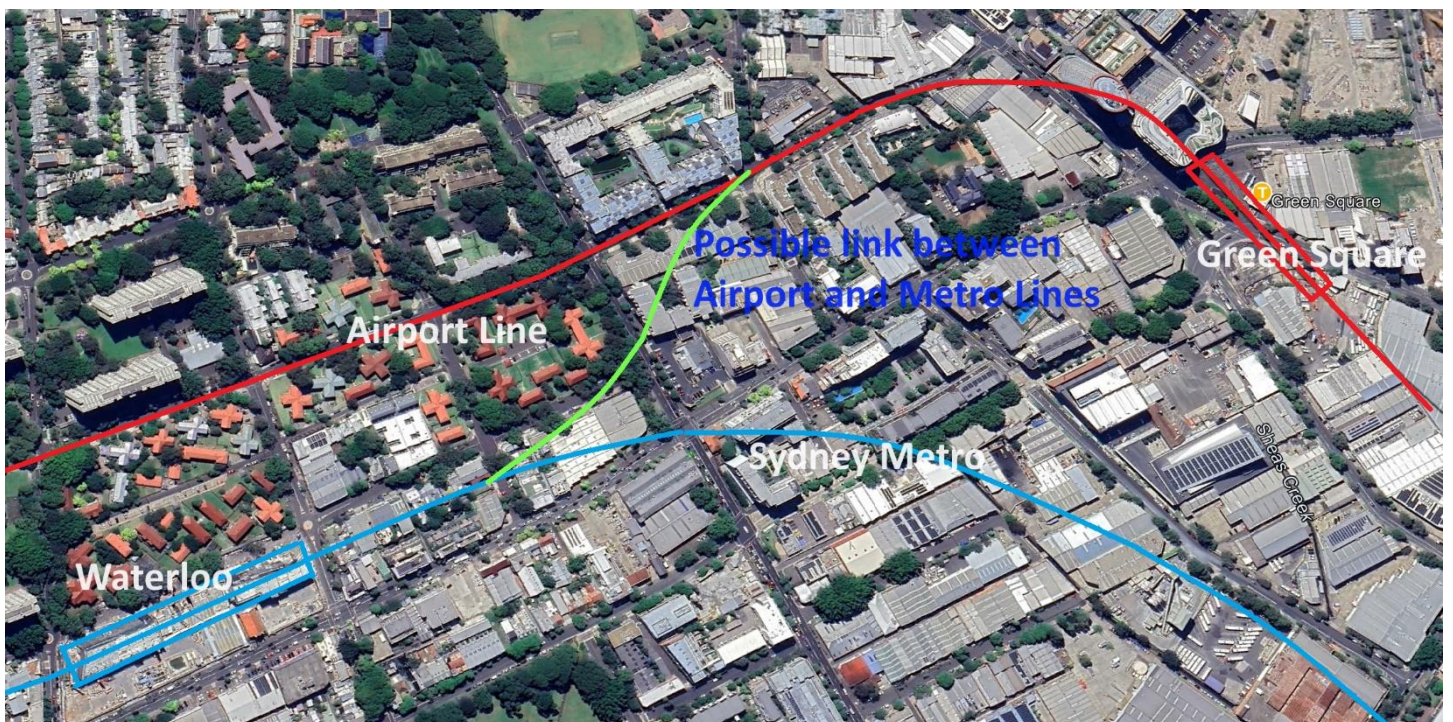 T
Green Square
Possible link between
Airport and Metro Lines
Green Square
Airport Line
Sydney Metro
Sheas Creek
Waterloo